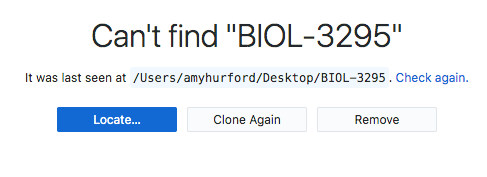 Can't find "BIOL-3295"
It was last seen at /Users/amyhurford/Desktop/BIOL-3295. Check again.
Locate... Clone Again Remove